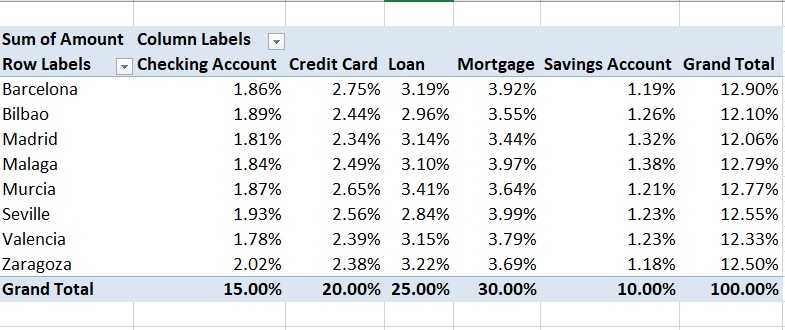 Sum of Amount Column Labels
Row Labels Checking Account Credit Card Loan Mortgage Savings Account Grand Total
Barcelona 1.86% 2.75% 3.19% 3.92% 1.19% 12.90%
Bilbao 1.89% 2.44% 2.96% 3.55% 1.26% 12.10%
Madrid 1.81% 2.34% 3.14% 3.44% 1.32% 12.06%
Malaga 1.84% 2.49% 3.10% 3.97% 1.38% 12.79%
Murcia 1.87% 2.65% 3.41% 3.64% 1.21% 12.77%
Seville 1.93% 2.56% 2.84% 3.99% 1.23% 12.55%
Valencia 1.78% 2.39% 3.15% 3.79% 1.23% 12.33%
Zaragoza 2.02% 2.38% 3.22% 3.69% 1.18% 12.50%
Grand Total 15.00% 20.00% 25.00% 30.00% 10.00% 100.00%